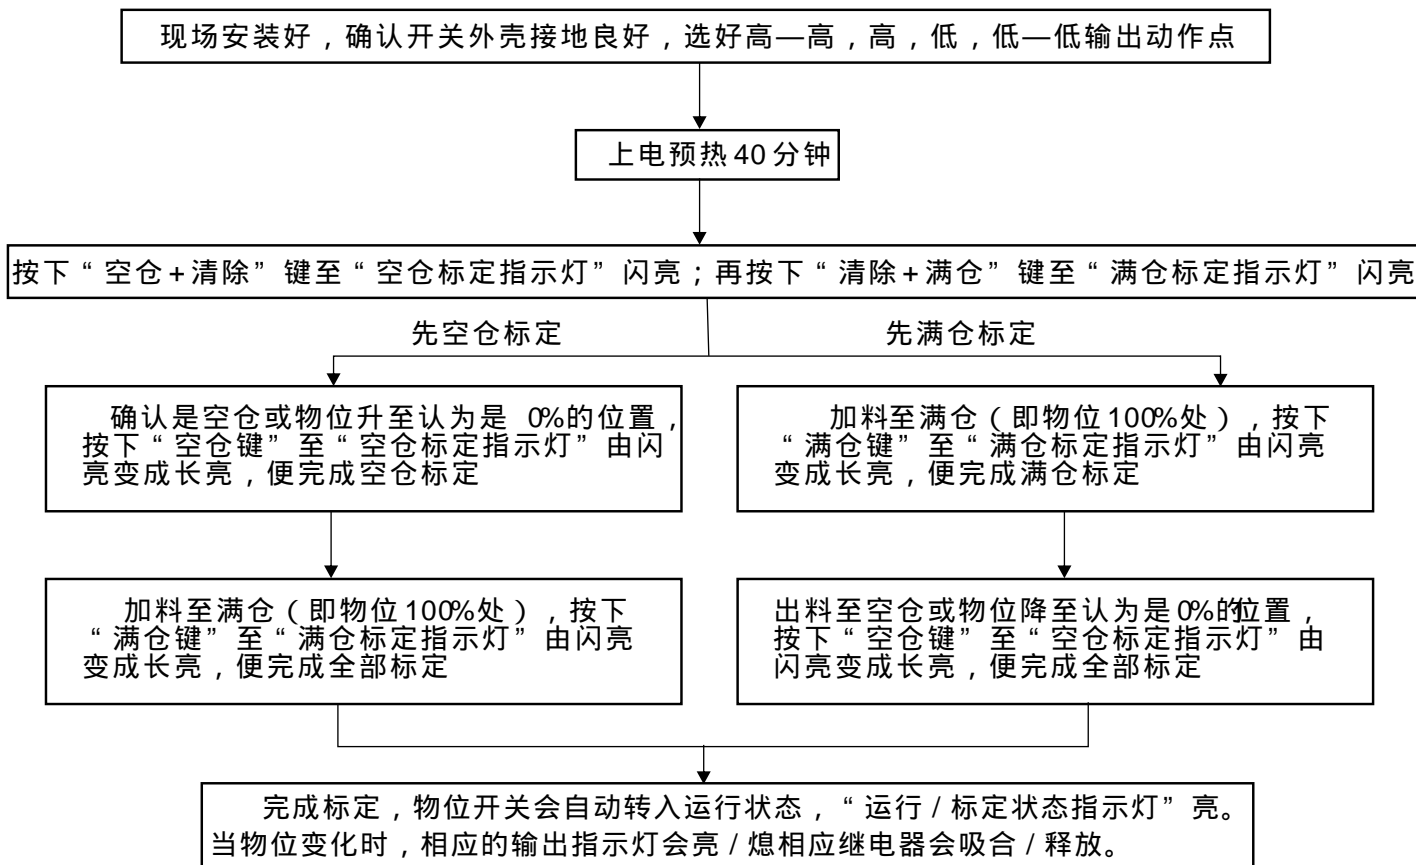 现场安装好，确认开关外壳接地良好，选好高—高，高，低，低—低输出动作点
上电预热40分钟
按下“空仓+清除”键至“空仓标定指示�”闪亮；再按下“清除+满仓”键至“满仓标定指示灯”闪亮
先空仓标定
先满仓标定
确认是空仓或物位升至认为是 0%的位置，
按下“空仓键”至“空仓标定指示灯”由闪
亮变成长亮，便完成空仓标定
加料至满仓（即物位100%处），按下
“满仓键”至“满仓标定指示灯”由闪亮
变成长亮，便完成满仓标定
加料至满仓（即物位100%处），按下
“满仓键”至“满仓标定指示灯”由闪亮
变成长亮，便完成全部标定
出料至空仓或物位降至认为是0%的位置，
按下“空仓键”至“空仓标定指示灯”由
闪亮变成长亮，便完成全部标定
完成标定，物位开关会自动转入运行状态，“运行/标定状态指示灯”亮。
当物位变化时，相应的输出指示灯会亮/熄相应继电器会吸合/释放。